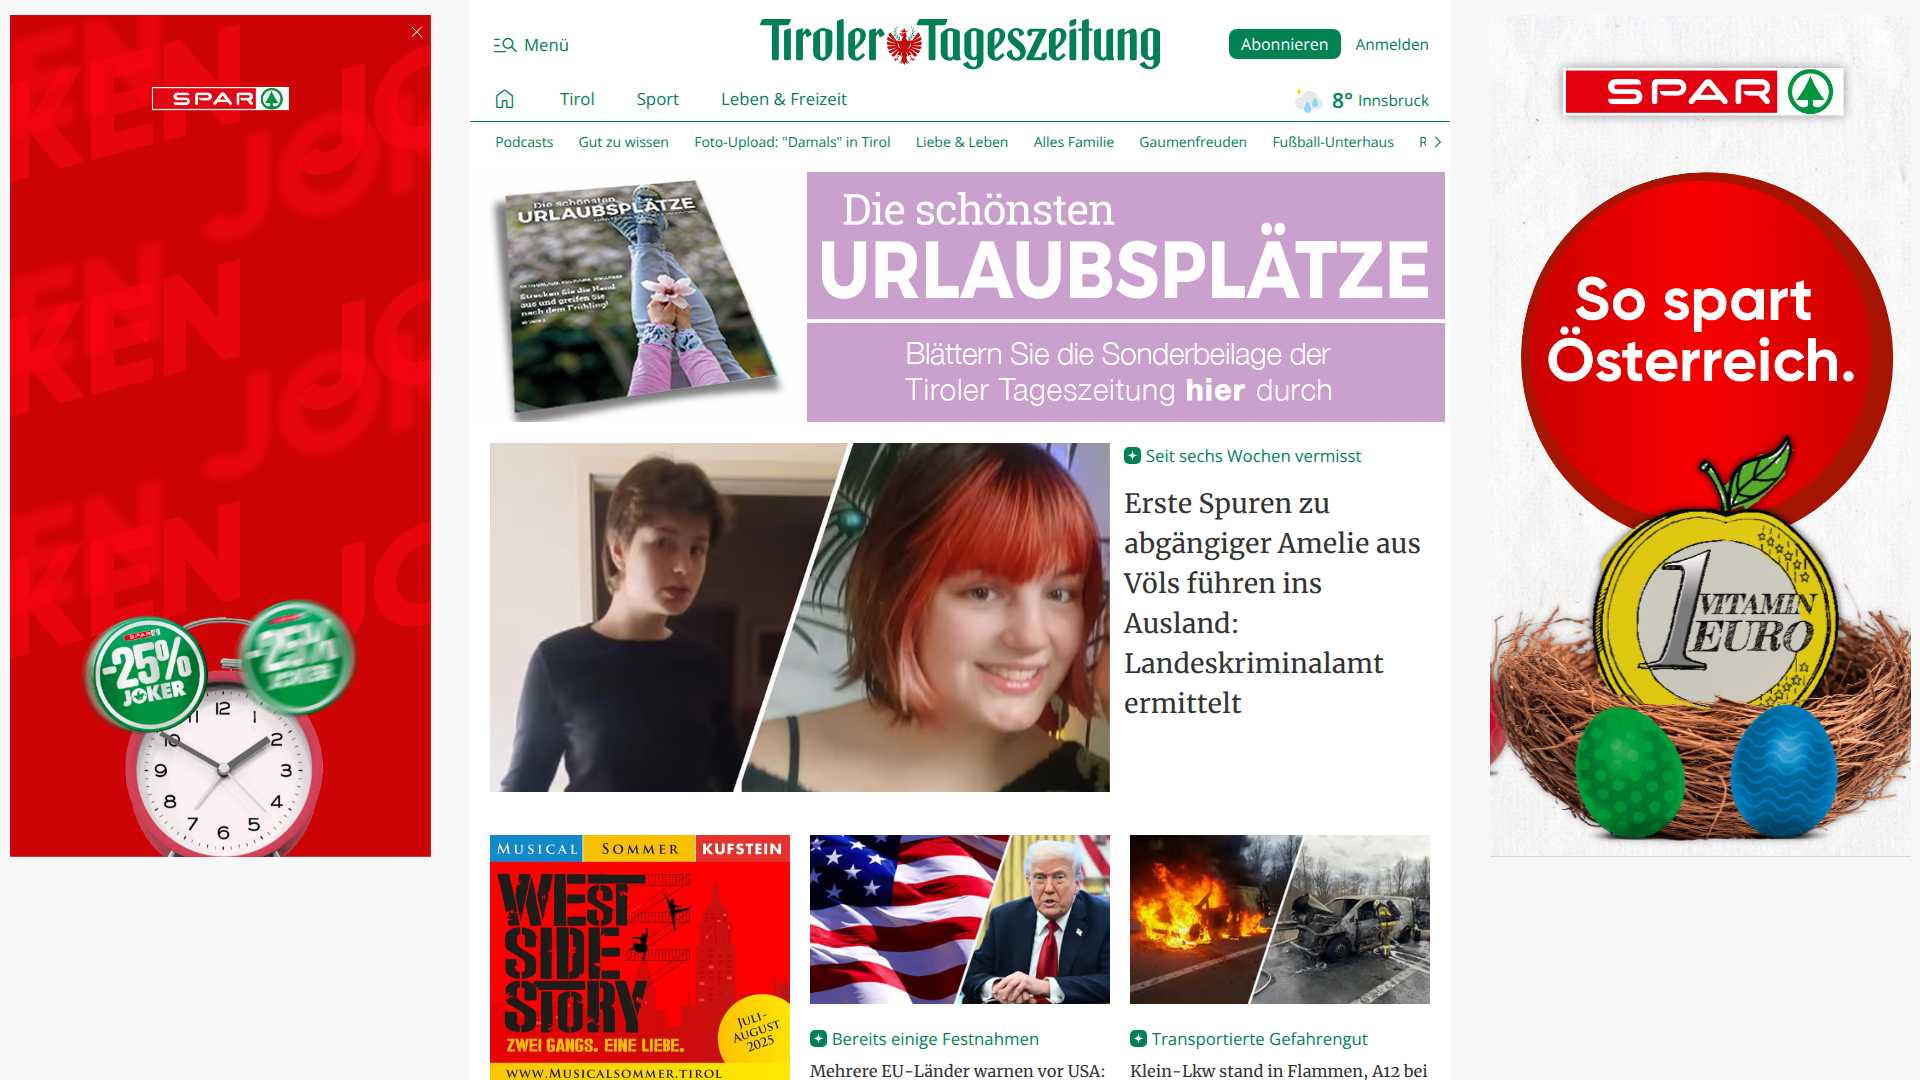 Menü
Tiroler Tageszeitung
Abonnieren
Anmelden
Tirol
Sport
Leben & Freizeit
8° Innsbruck
Podcasts
Gut zu wissen
Foto-Upload: "Damals" in Tirol
Liebe & Leben
Alles Familie
Gaumenfreuden
Fußball-Unterhaus
SPAR
-25%
JOKER
-25%
JOKER
12
1
2
3
4
5
6
7
8
9
10
11
Die schönsten
URLAUBSPLÄTZE
Strecken Sie die Hand
aus und greifen Sie
nach dem Frühling!
Die schönsten
URLAUBSPLÄTZE
Blättern Sie die Sonderbeilage der
Tiroler Tageszeitung hier durch
Seit sechs Wochen vermisst
Erste Spuren zu
abgängiger Amelie aus
Völs führen ins
Ausland:
Landeskriminalamt
ermittelt
MUSICAL SOMMER KUFSTEIN
WEST
SIDE
STORY
ZWEI GANGS. EINE LIEBE.
JULI-
AUGUST
2025
WWW.MUSICALSOMMER.TIROL
Bereits einige Festnahmen
Mehrere EU-Länder warnen vor USA:
Transportierte Gefahrengut
Klein-Lkw stand in Flammen, A12 bei
SPAR
So spart
Österreich.
1 VITAMIN
EURO